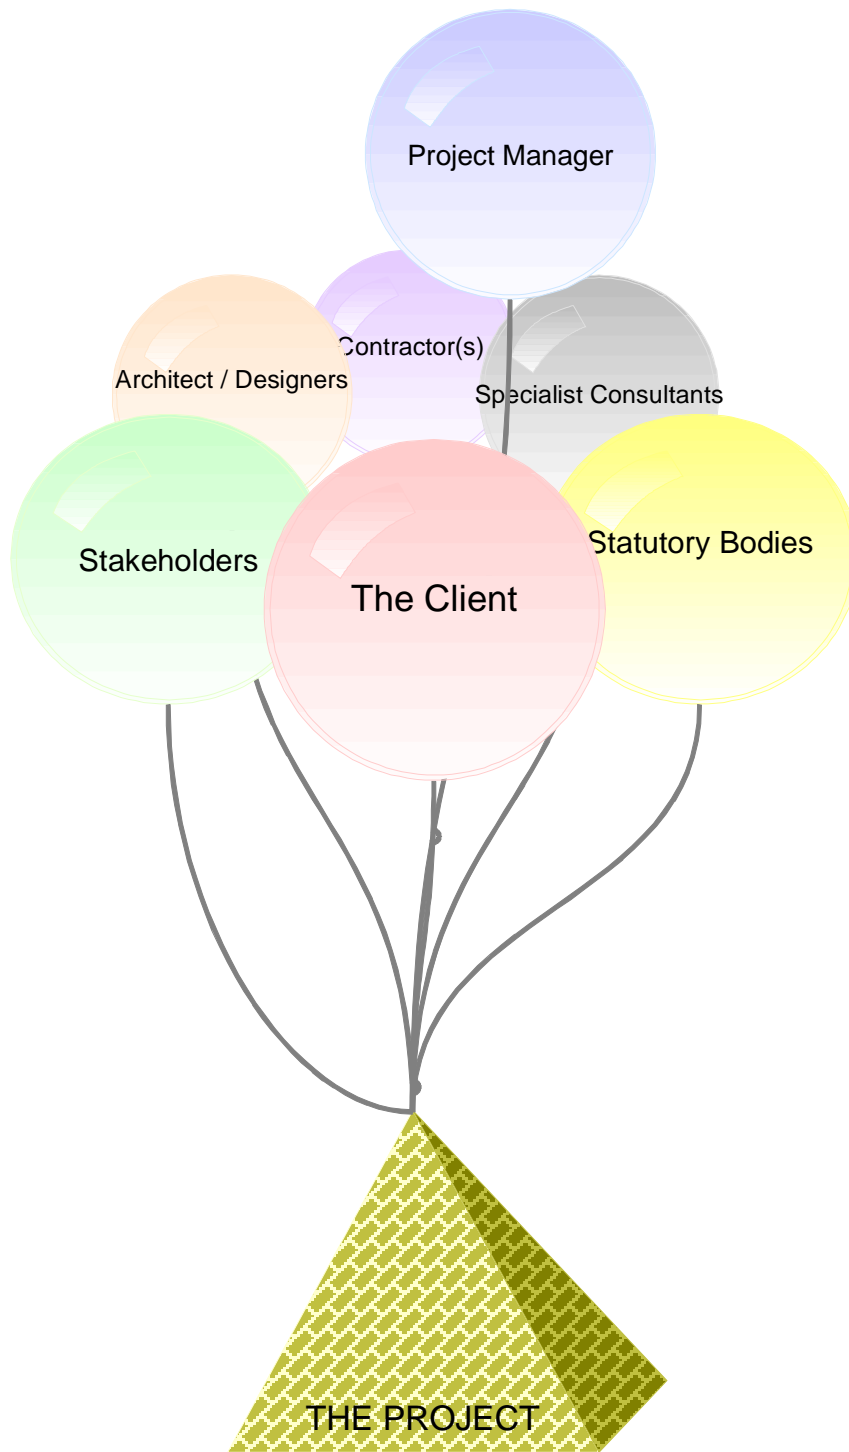 Project Manager
Contractor(s)
Architect / Designers
Specialist Consultants
Statutory Bodies
Stakeholders
The Client
THE PROJECT